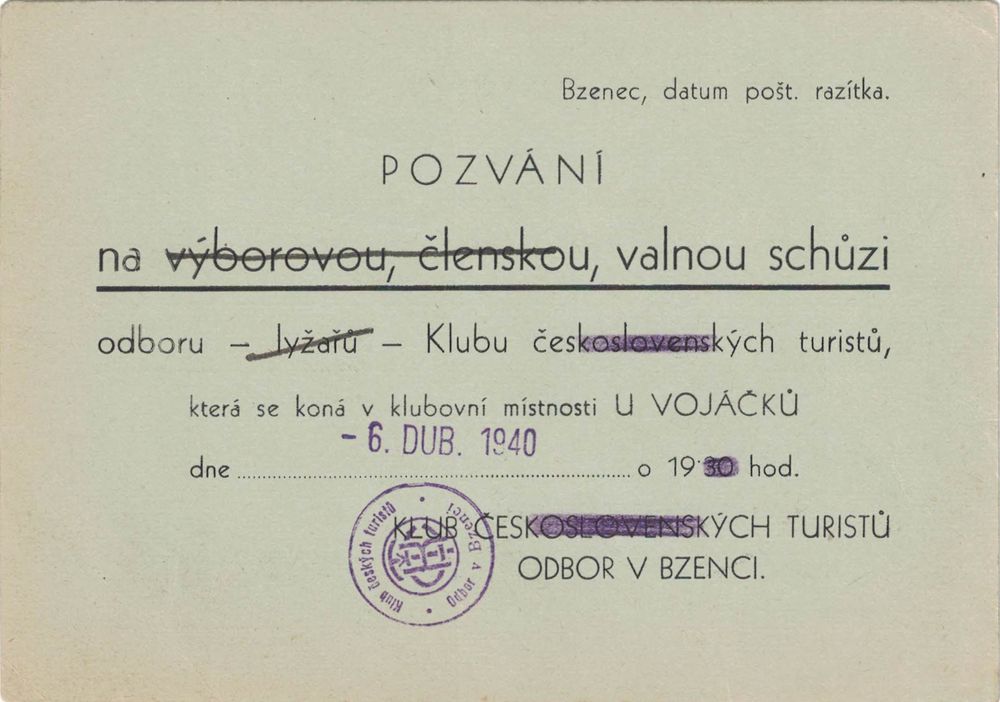 Bzenec, datum pošt. razítka.
POZVÁNÍ
na výborovou, členskou, valnou schůzi
odboru — lyžařů — Klubu československých turistů,
která se koná v klubovní místnosti U VOJÁČKŮ
- 6. DUB. 1940
dne ........................ o 19·30 hod.
KLUB ČESKOSLOVENSKÝCH TURISTŮ
ODBOR V BZENCI.
Klub českých turistů • Odbor v Bzenci •